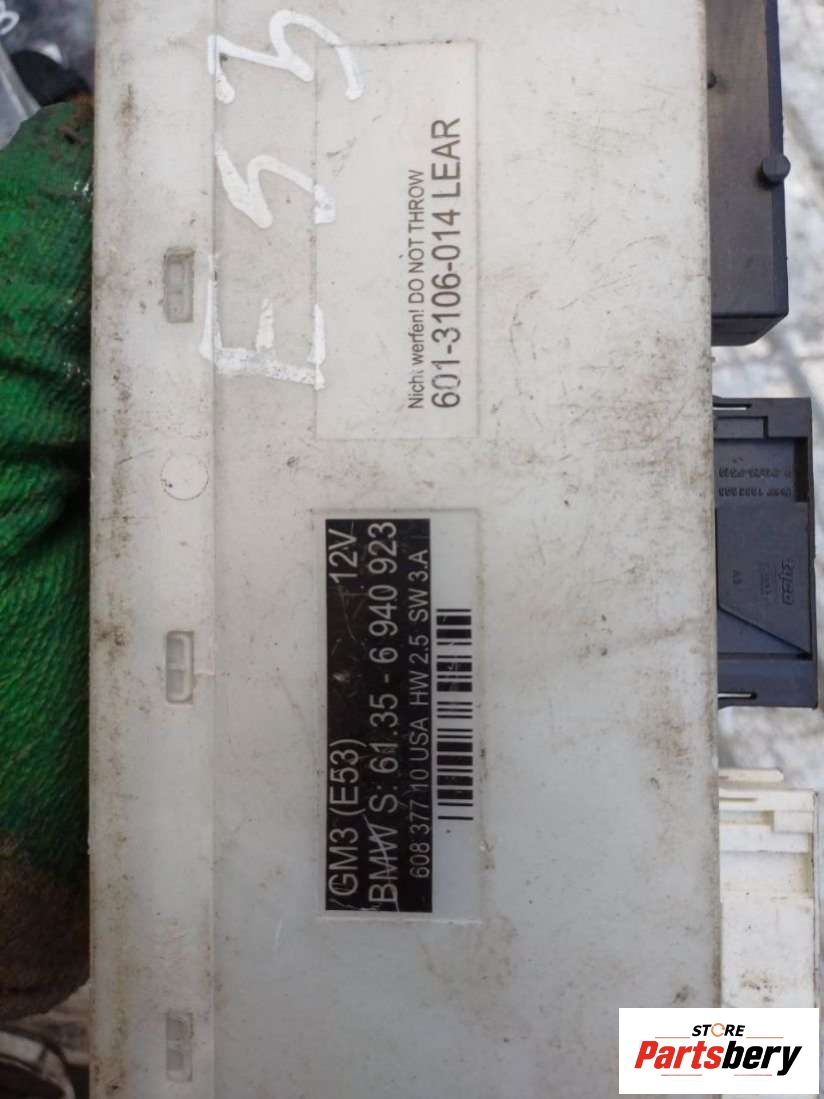 E53
Nicht werfen! DO NOT THROW
601-3106-014 LEAR
GM3 (E53) 12V
BMW S: 61.35 - 6 940 923
608 377 10 USA HW 2.5 SW 3.A
tyco
STORE
Partsbery